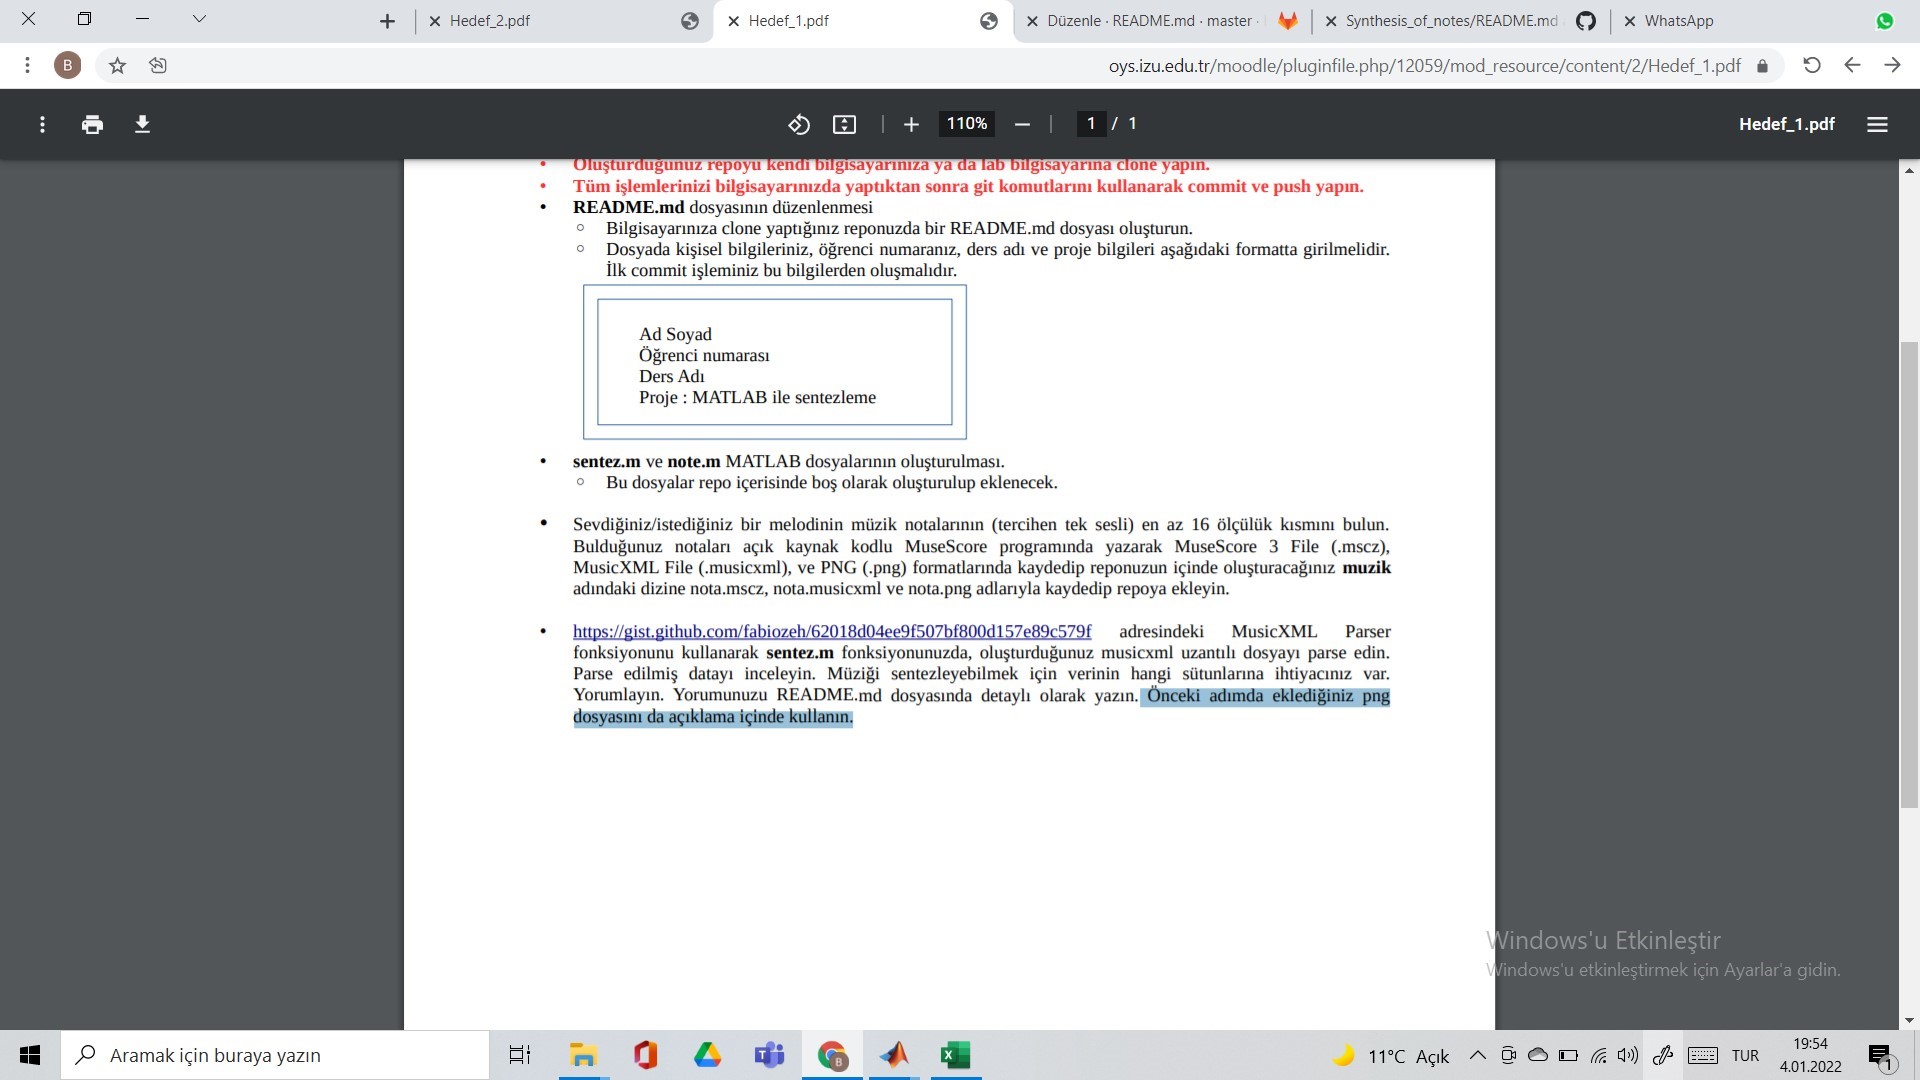 Hedef_2.pdf
Hedef_1.pdf
Düzenle · README.md · master ·
Synthesis_of_notes/README.md
WhatsApp
B
oys.izu.edu.tr/moodle/pluginfile.php/12059/mod_resource/content/2/Hedef_1.pdf
110%
1 / 1
Hedef_1.pdf
• Oluşturduğunuz repoyu kendi bilgisayarınıza ya da lab bilgisayarına clone yapın.
• Tüm işlemlerinizi bilgisayarınızda yaptıktan sonra git komutlarını kullanarak commit ve push yapın.
• README.md dosyasının düzenlenmesi
◦ Bilgisayarınıza clone yaptığınız reponuzda bir README.md dosyası oluşturun.
◦ Dosyada kişisel bilgileriniz, öğrenci numaranız, ders adı ve proje bilgileri aşağıdaki formatta girilmelidir.
İlk commit işleminiz bu bilgilerden oluşmalıdır.
Ad Soyad
Öğrenci numarası
Ders Adı
Proje : MATLAB ile sentezleme
• sentez.m ve note.m MATLAB dosyalarının oluşturulması.
◦ Bu dosyalar repo içerisinde boş olarak oluşturulup eklenecek.
• Sevdiğiniz/istediğiniz bir melodinin müzik notalarının (tercihen tek sesli) en az 16 ölçülük kısmını bulun.
Bulduğunuz notaları açık kaynak kodlu MuseScore programında yazarak MuseScore 3 File (.mscz),
MusicXML File (.musicxml), ve PNG (.png) formatlarında kaydedip reponuzun içinde oluşturacağınız muzik
adındaki dizine nota.mscz, nota.musicxml ve nota.png adlarıyla kaydedip repoya ekleyin.
• https://gist.github.com/fabiozeh/62018d04ee9f507bf800d157e89c579f adresindeki MusicXML Parser
fonksiyonunu kullanarak sentez.m fonksiyonunuzda, oluşturduğunuz musicxml uzantılı dosyayı parse edin.
Parse edilmiş datayı inceleyin. Müziği sentezleyebilmek için verinin hangi sütunlarına ihtiyacınız var.
Yorumlayın. Yorumunuzu README.md dosyasında detaylı olarak yazın. Önceki adımda eklediğiniz png
dosyasını da açıklama içinde kullanın.
Windows'u Etkinleştir
Windows'u etkinleştirmek için Ayarlar'a gidin.
Aramak için buraya yazın
B
11°C Açık
TUR
19:54
4.01.2022
1